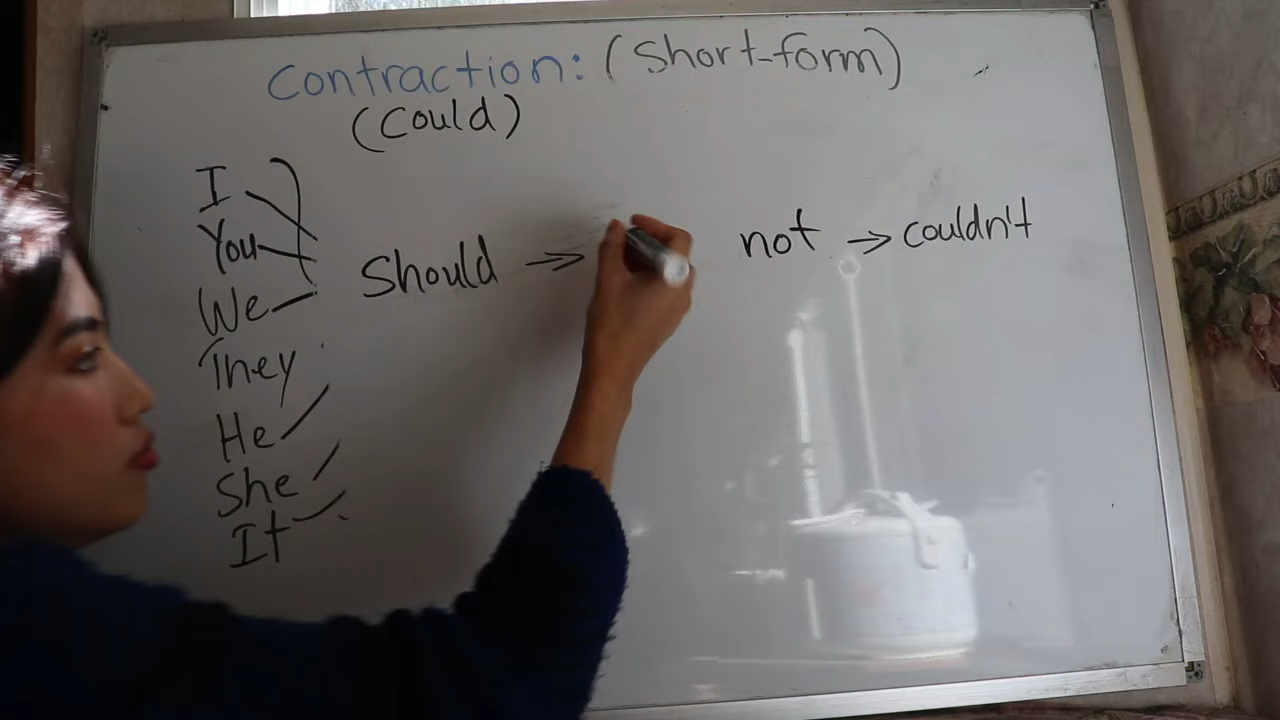 Contraction: (Short-form)
(Could)
I
You
We
They
He
She
It
Should → not → couldn't